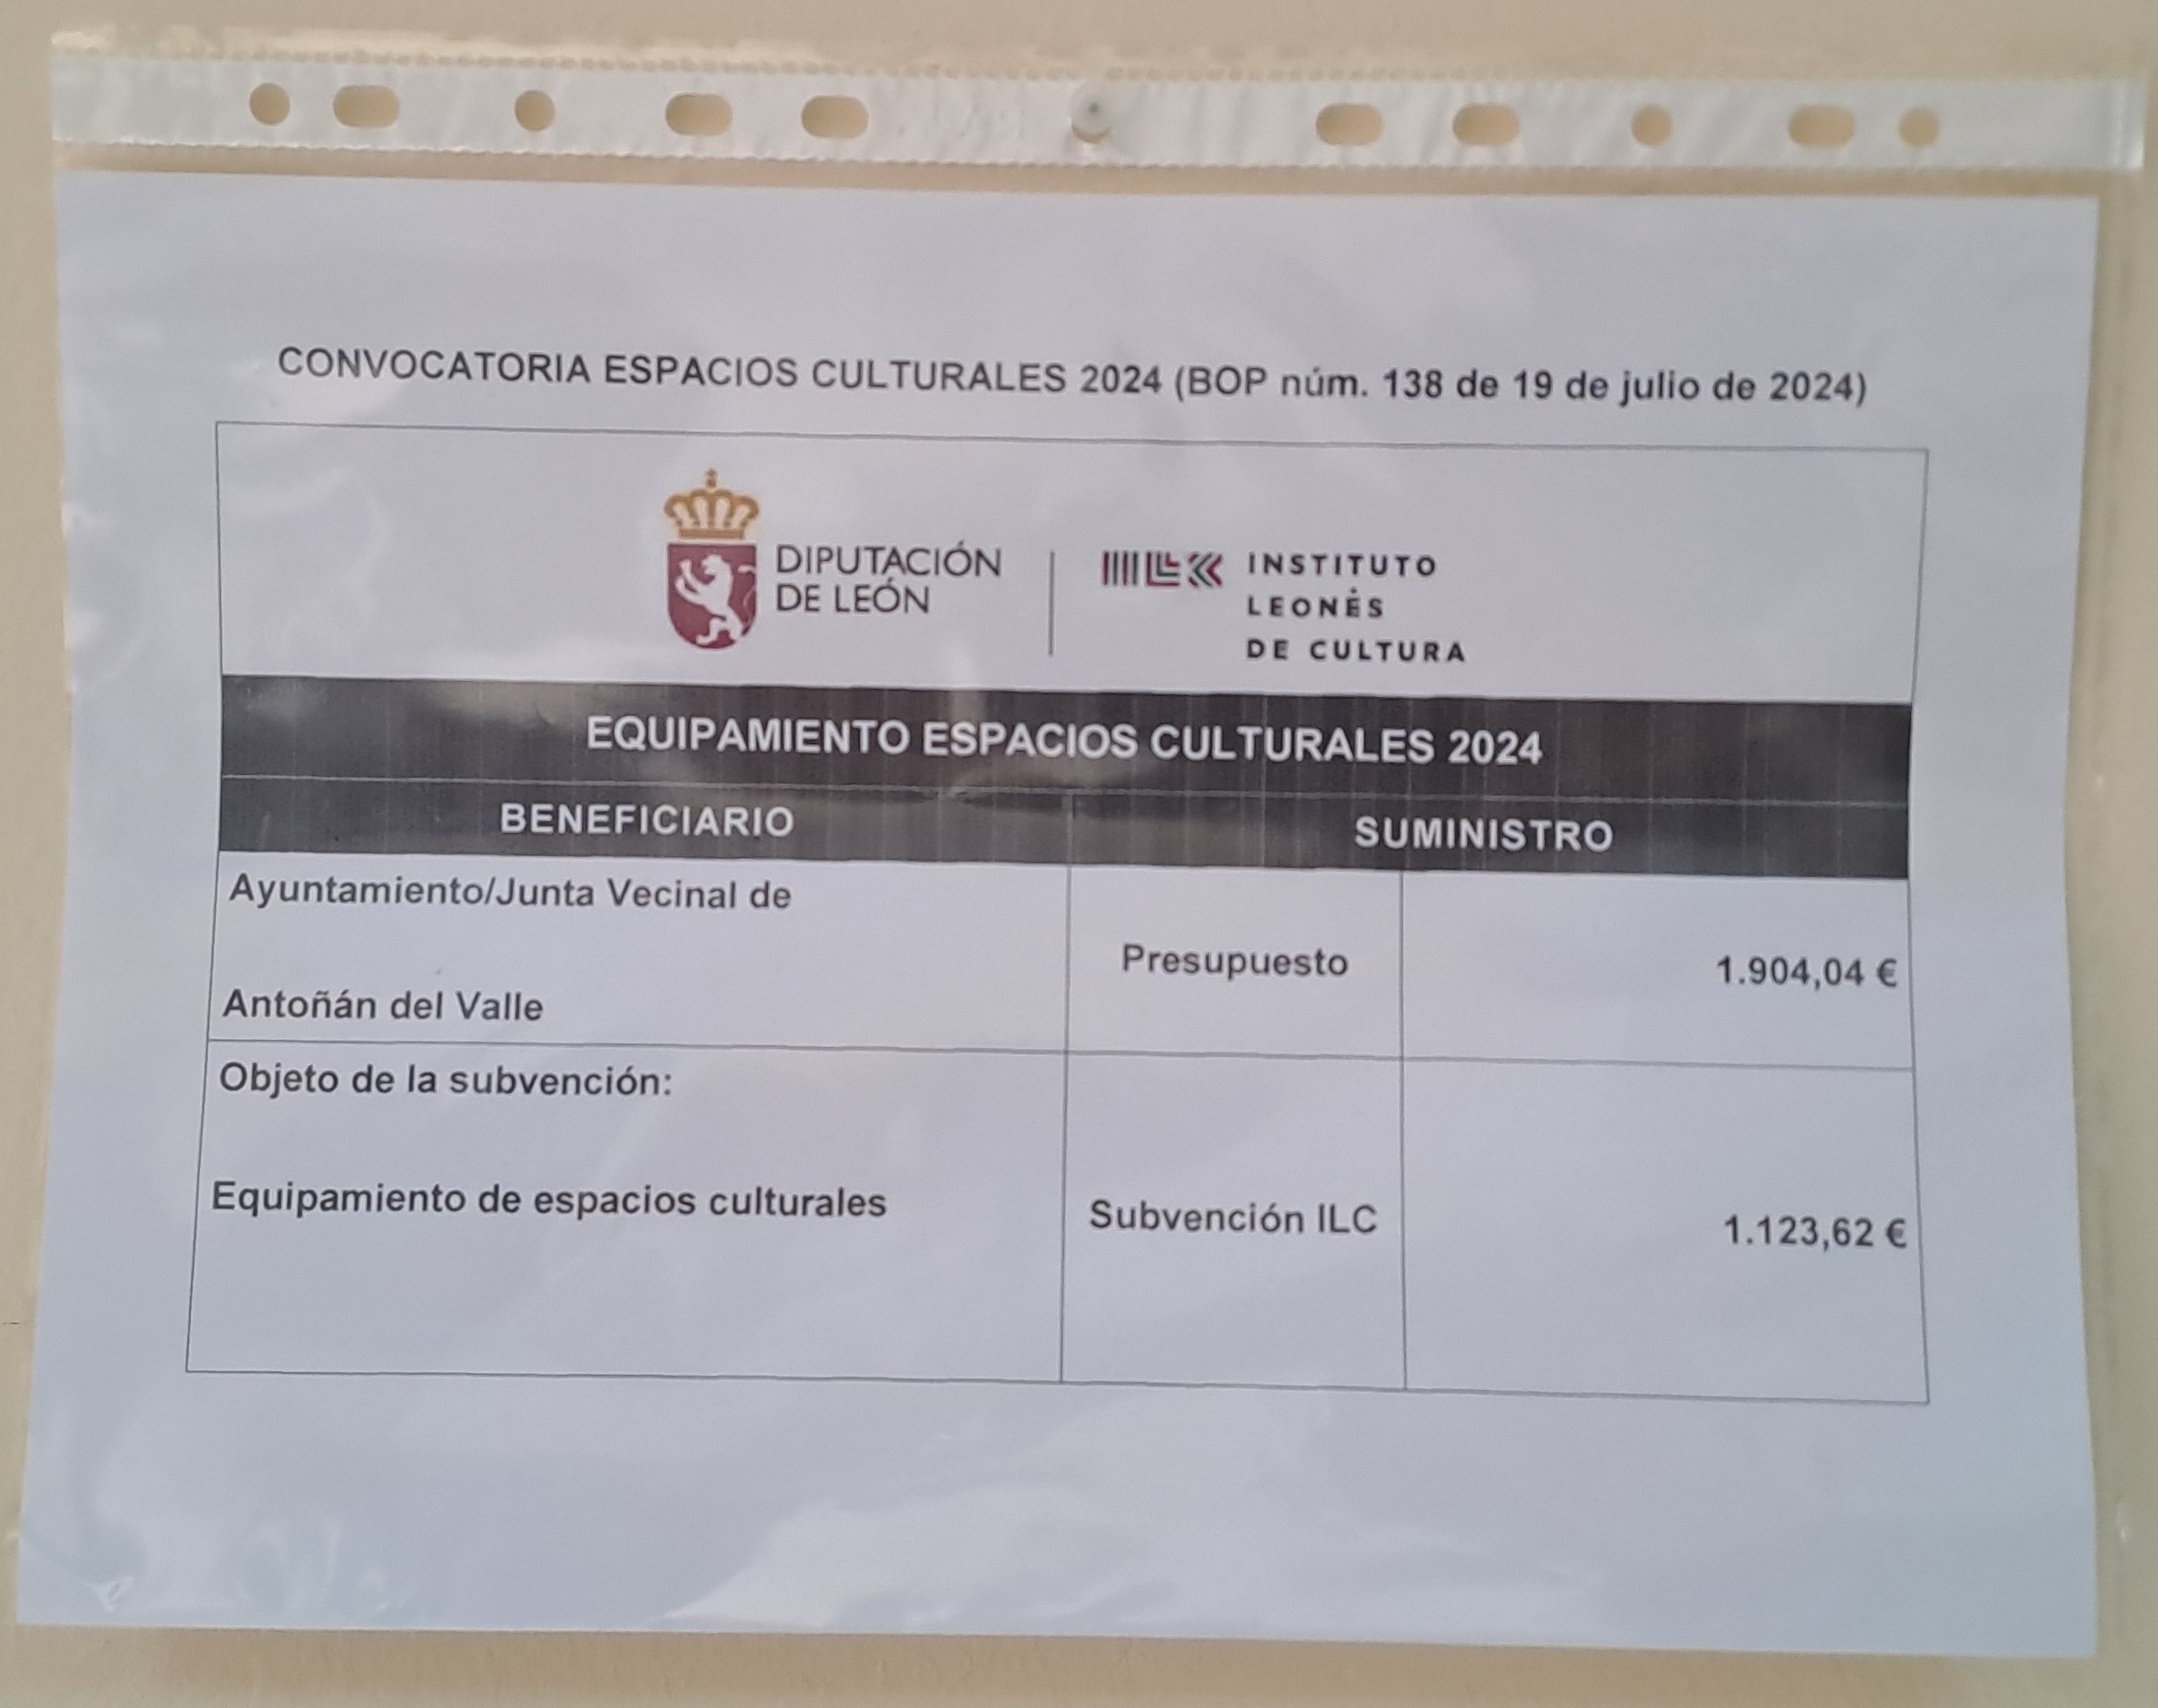 CONVOCATORIA ESPACIOS CULTURALES 2024 (BOP núm. 138 de 19 de julio de 2024)
DIPUTACIÓN
DE LEÓN
ILC
INSTITUTO
LEONÉS
DE CULTURA
EQUIPAMIENTO ESPACIOS CULTURALES 2024
BENEFICIARIO
SUMINISTRO
Ayuntamiento/Junta Vecinal de
Antoñán del Valle
Presupuesto
1.904,04 €
Objeto de la subvención:
Equipamiento de espacios culturales
Subvención ILC
1.123,62 €